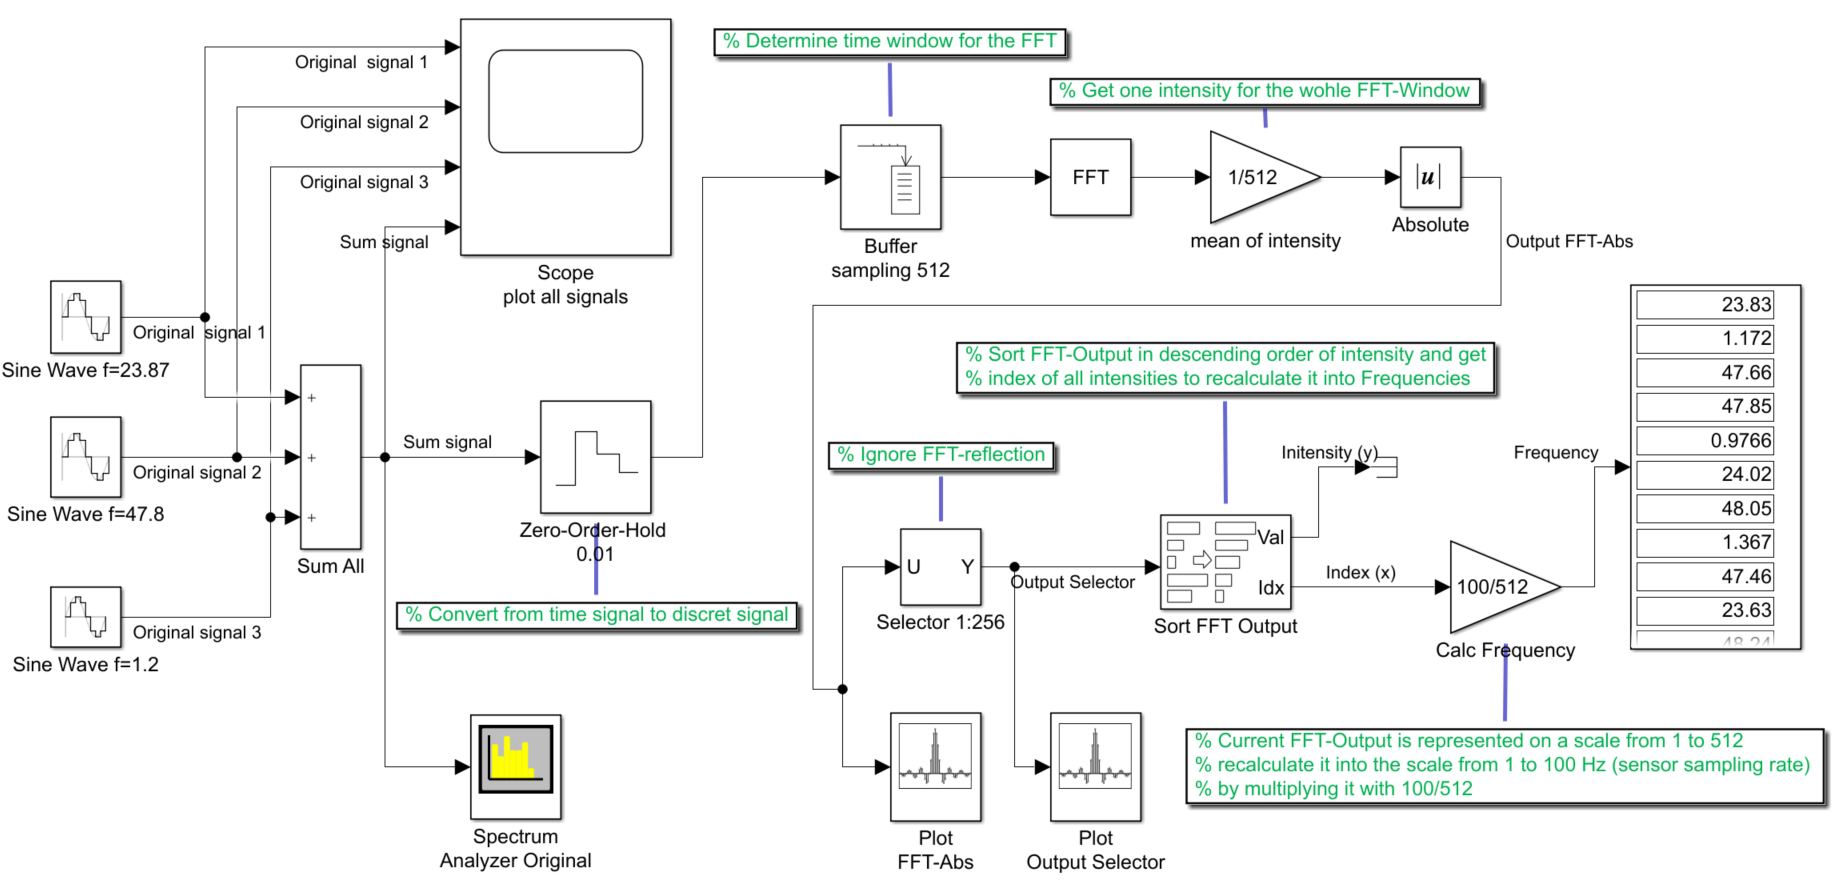 % Determine time window for the FFT
% Get one intensity for the wohle FFT-Window
Original  signal 1
Original signal 2
Original signal 3
Sum signal
Scope
plot all signals
Buffer
sampling 512
FFT
1/512
mean of intensity
|u|
Absolute
Output FFT-Abs
Original  signal 1
Sine Wave f=23.87
Original signal 2
Sine Wave f=47.8
Original signal 3
Sine Wave f=1.2
+
+
+
Sum All
Sum signal
Zero-Order-Hold
0.01
% Convert from time signal to discret signal
Spectrum
Analyzer Original
% Sort FFT-Output in descending order of intensity and get
% index of all intensities to recalculate it into Frequencies
% Ignore FFT-reflection
U Y
Selector 1:256
Output Selector
Val
Idx
Sort FFT Output
Initensity (y)
Index (x)
100/512
Calc Frequency
Frequency
23.83
1.172
47.66
47.85
0.9766
24.02
48.05
1.367
47.46
23.63
48.24
Plot
FFT-Abs
Plot
Output Selector
% Current FFT-Output is represented on a scale from 1 to 512
% recalculate it into the scale from 1 to 100 Hz (sensor sampling rate)
% by multiplying it with 100/512